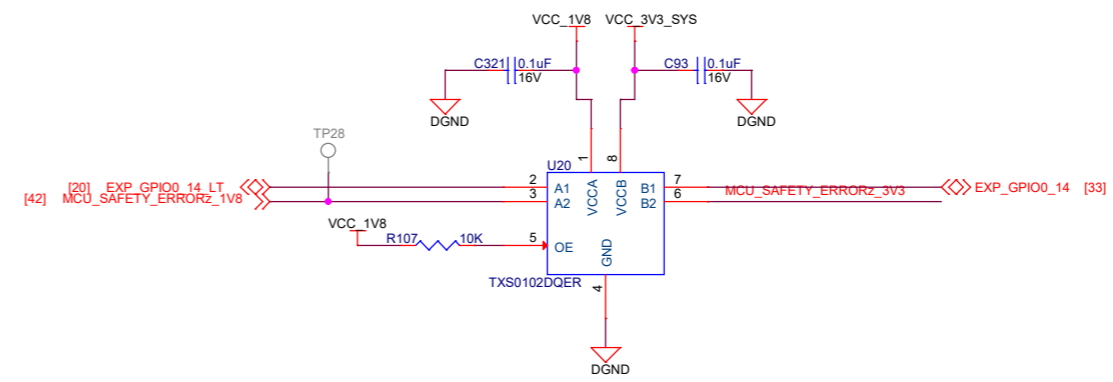 VCC_1V8 VCC_3V3_SYS
C321 0.1uF C93 0.1uF
16V 16V
DGND DGND
TP28
1 8
U20
[20] EXP_GPIO0_14_LT 2 A1 VCCA VCCB B1 7 EXP_GPIO0_14 [33]
[42] MCU_SAFETY_ERRORz_1V8 3 A2 B2 6 MCU_SAFETY_ERRORz_3V3
VCC_1V8
R107 10K 5 OE GND
TXS0102DQER
4
DGND